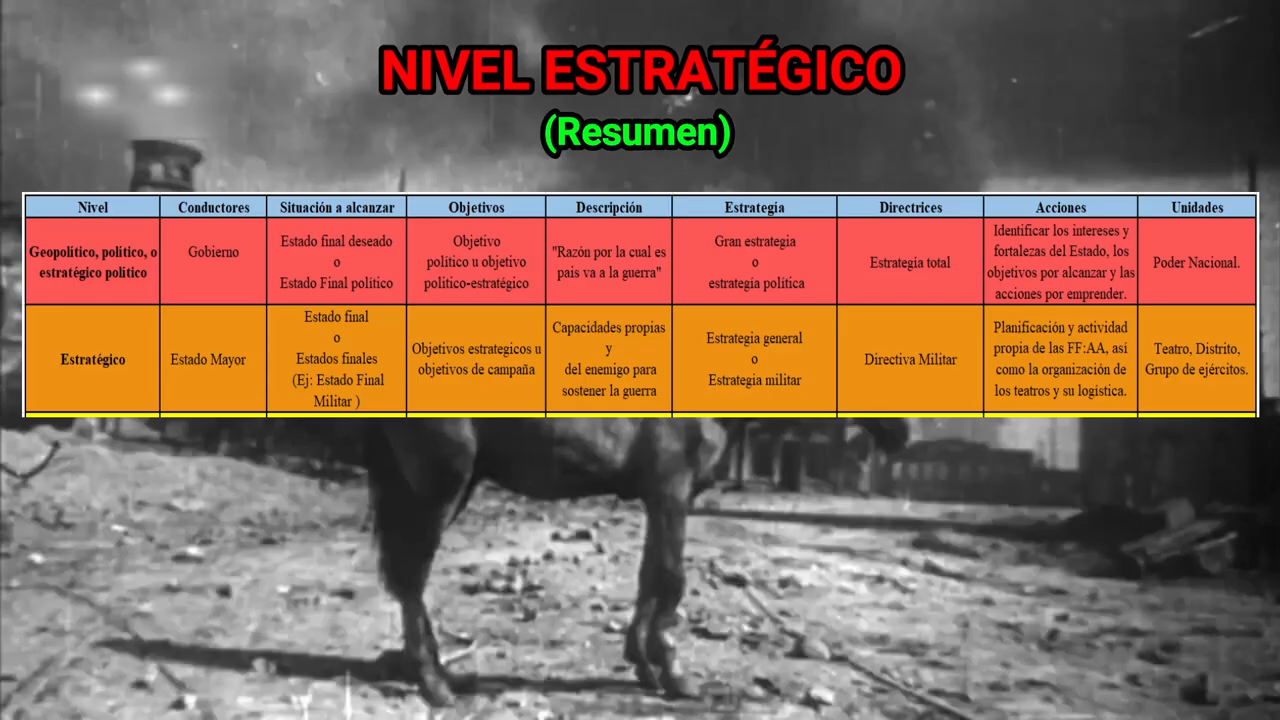 NIVEL ESTRATÉGICO
(Resumen)
Nivel
Conductores
Situación a alcanzar
Objetivos
Descripción
Estrategía
Directrices
Acciones
Unidades
Geopolítico, político, o
estratégico político
Gobierno
Estado final deseado
o
Estado Final político
Objetivo
político u objetivo
politico-estratégico
"Razón por la cual es
pais va a la guerra"
Gran estrategia
o
estrategia política
Estrategía total
Identificar los intereses y
fortalezas del Estado, los
objetivos por alcanzar y las
acciones por emprender.
Poder Nacional.
Estratégico
Estado Mayor
Estado final
o
Estados finales
(Ej: Estado Final
Militar )
Objetivos estrategicos u
objetivos de campaña
Capacidades propias
y
del enemigo para
sostener la guerra
Estrategia general
o
Estrategia militar
Directiva Militar
Planificación y actividad
propia de las FF:AA, asi
como la organización de
los teatros y su logística.
Teatro, Distrito,
Grupo de ejércitos.